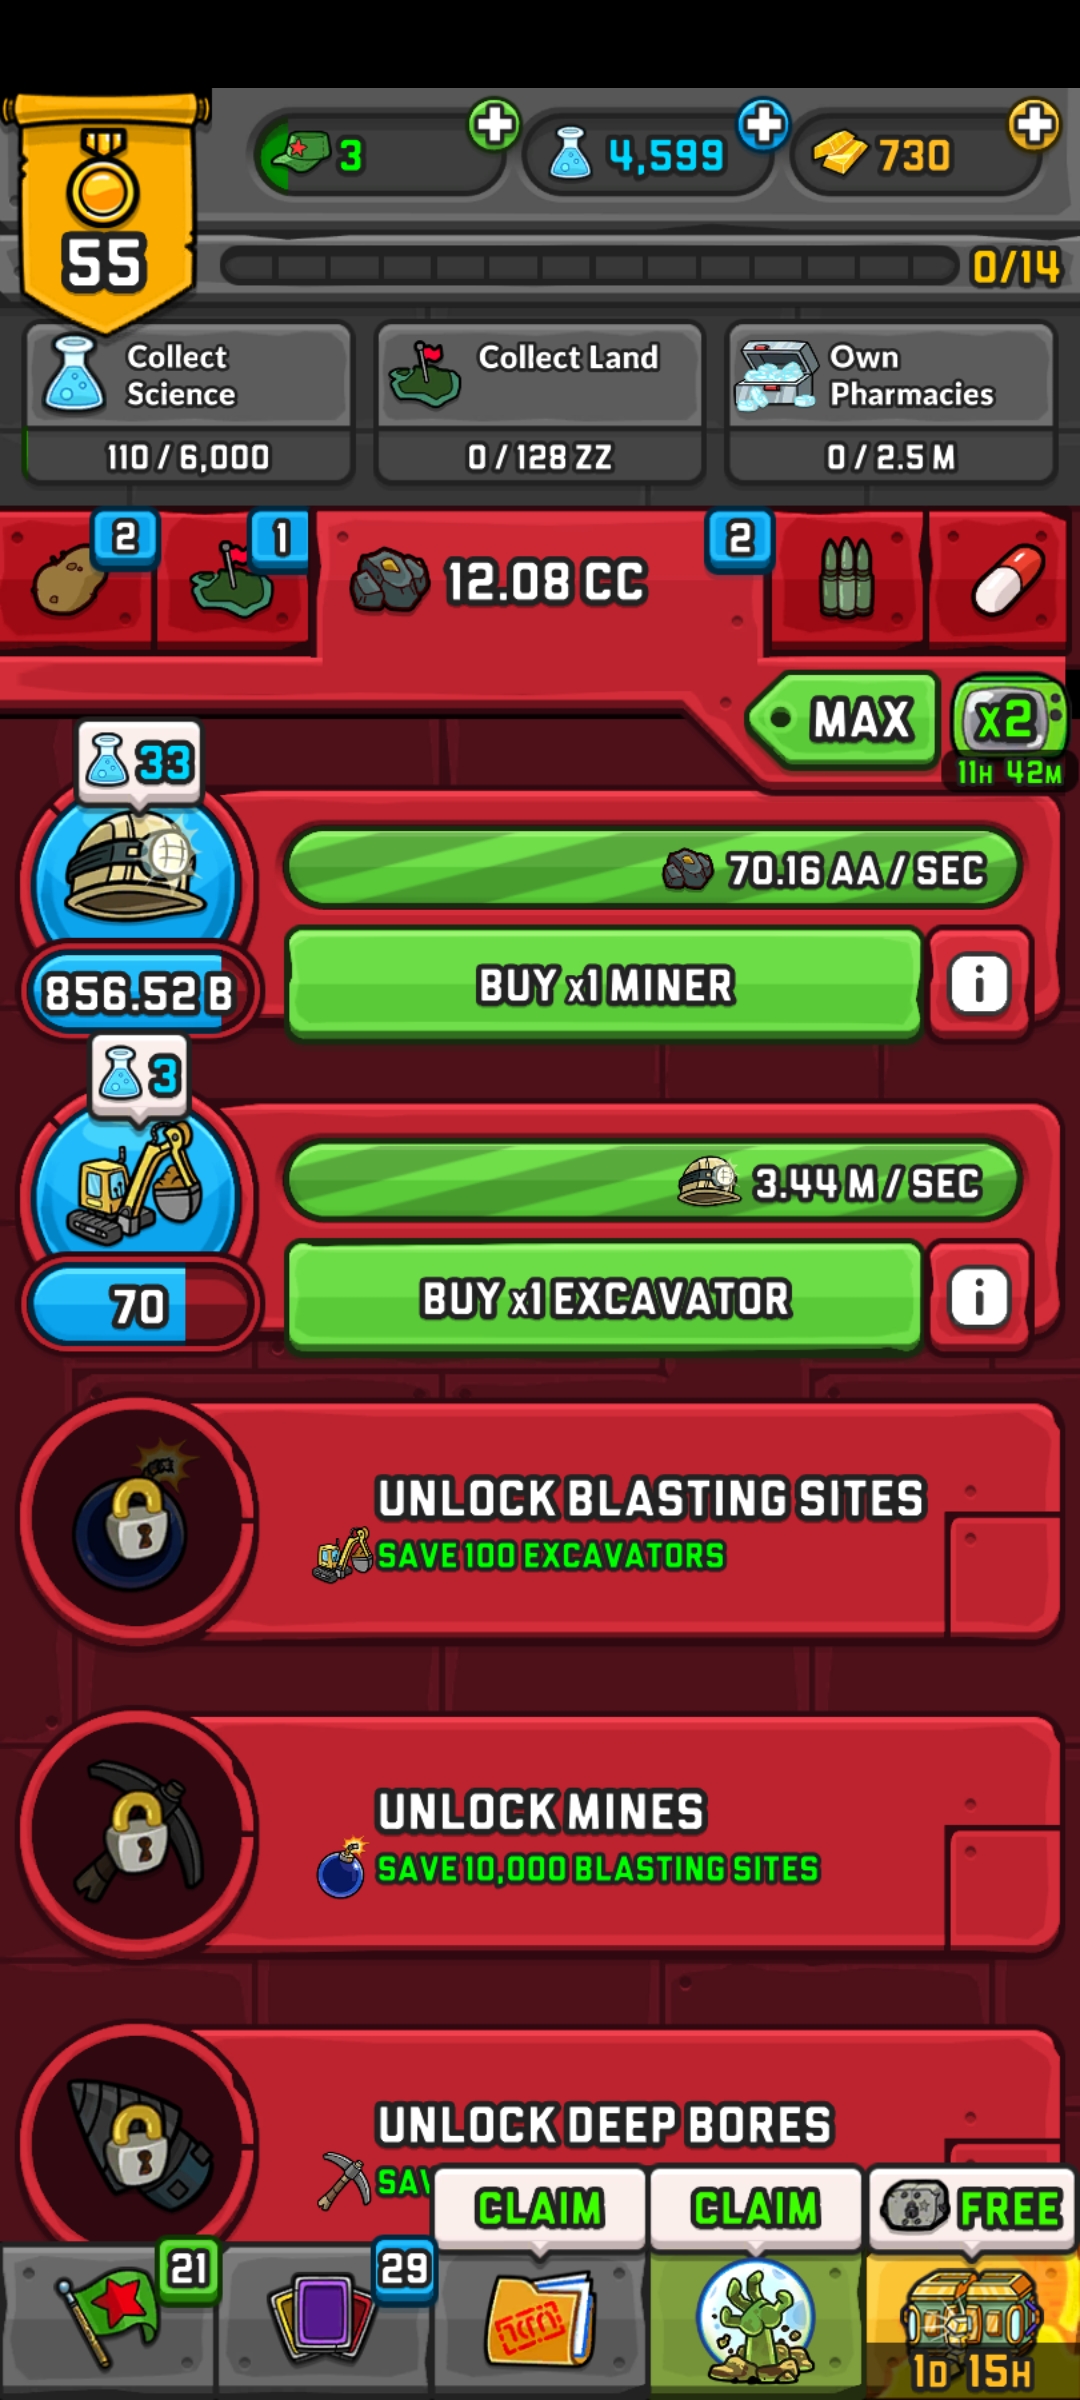 55
3
4,599
730
0/14
Collect
Science
110 / 6,000
Collect Land
0 / 128 ZZ
Own
Pharmacies
0 / 2.5 M
2
1
12.08 CC
2
MAX
x2
11H 42M
33
70.16 AA / SEC
BUY x1 MINER
i
856.52 B
3
3.44 M / SEC
BUY x1 EXCAVATOR
i
70
UNLOCK BLASTING SITES
SAVE 100 EXCAVATORS
UNLOCK MINES
SAVE 10,000 BLASTING SITES
UNLOCK DEEP BORES
CLAIM
CLAIM
FREE
21
29
1D 15H